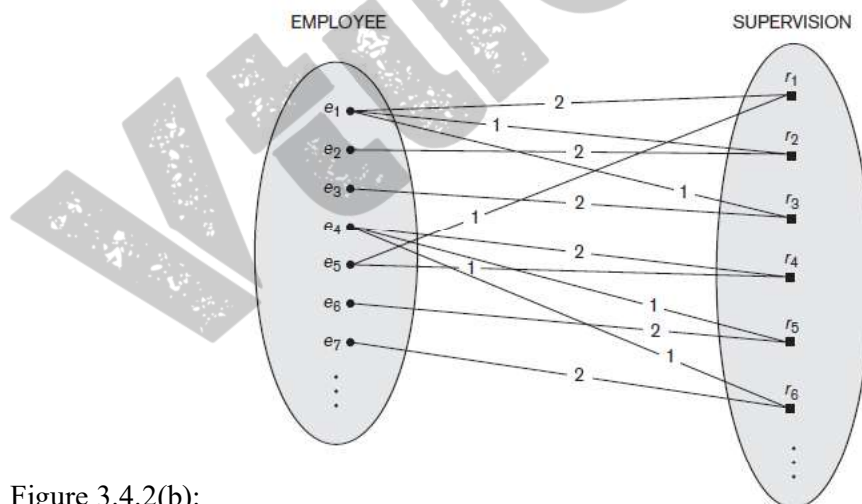 EMPLOYEE SUPERVISION
e1 2 r1
e2 1 2 r2
e3 2 1 r3
e4 1 2 r4
e5 1 1 r5
e6 2 1 r6
e7 2
Figure 3.4.2(b):